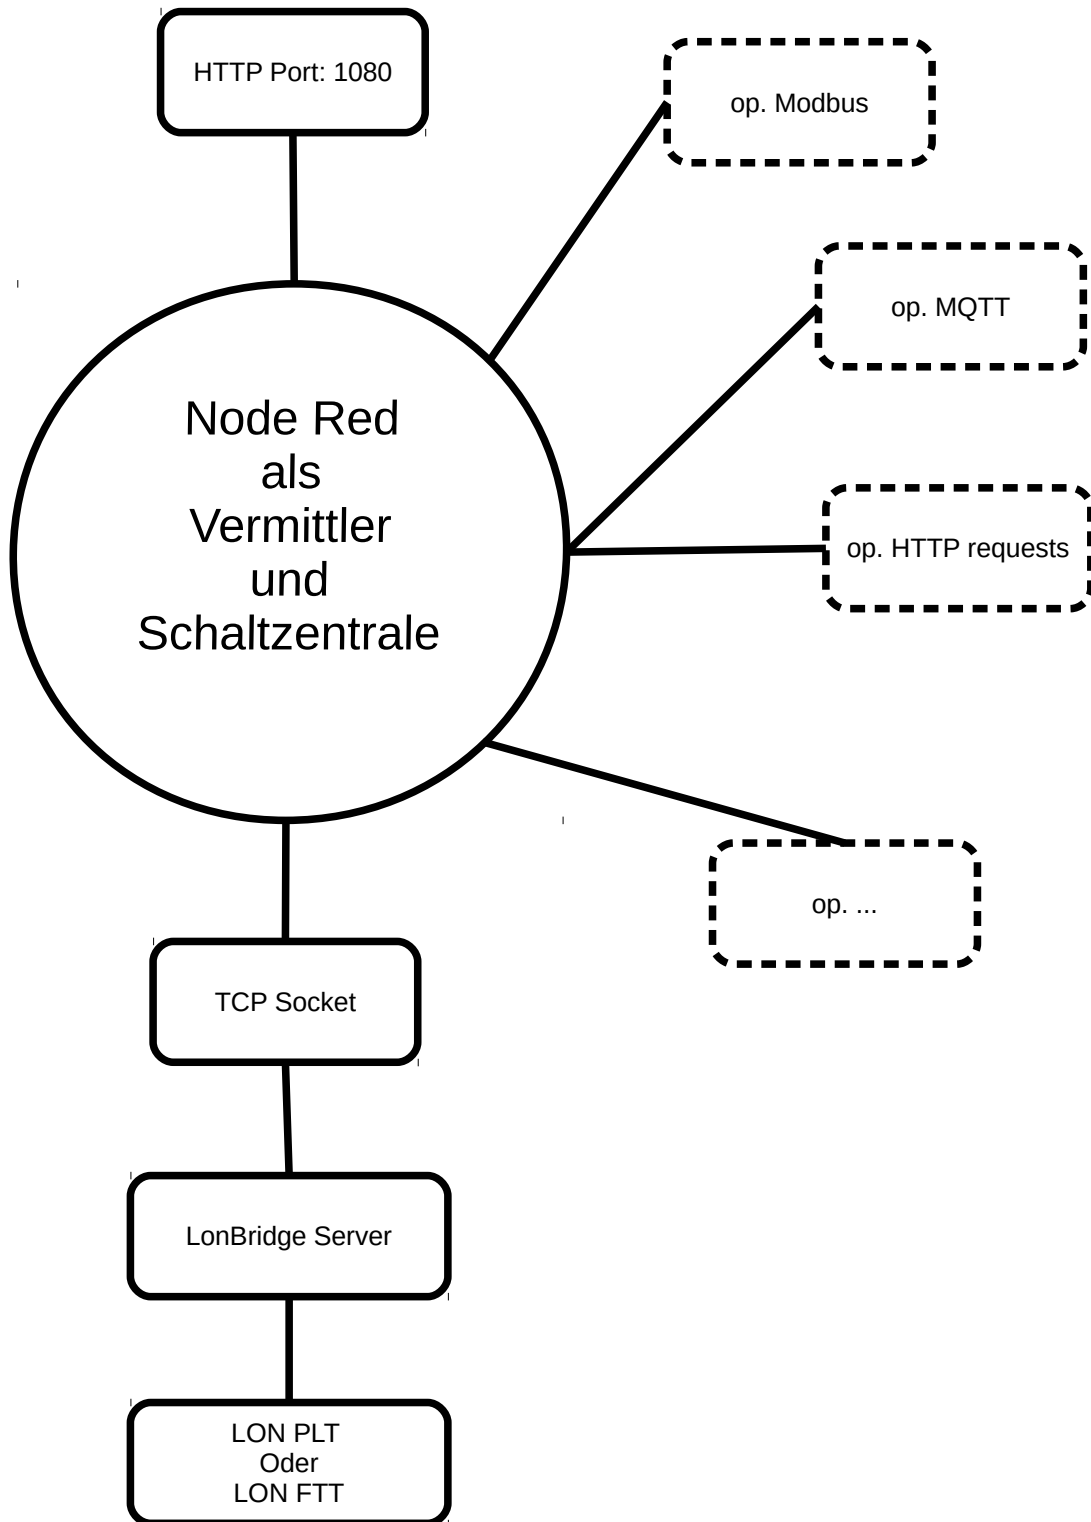 HTTP Port: 1080
op. Modbus
op. MQTT
Node Red
als
Vermittler
und
Schaltzentrale
op. HTTP requests
op. ...
TCP Socket
LonBridge Server
LON PLT
Oder
LON FTT